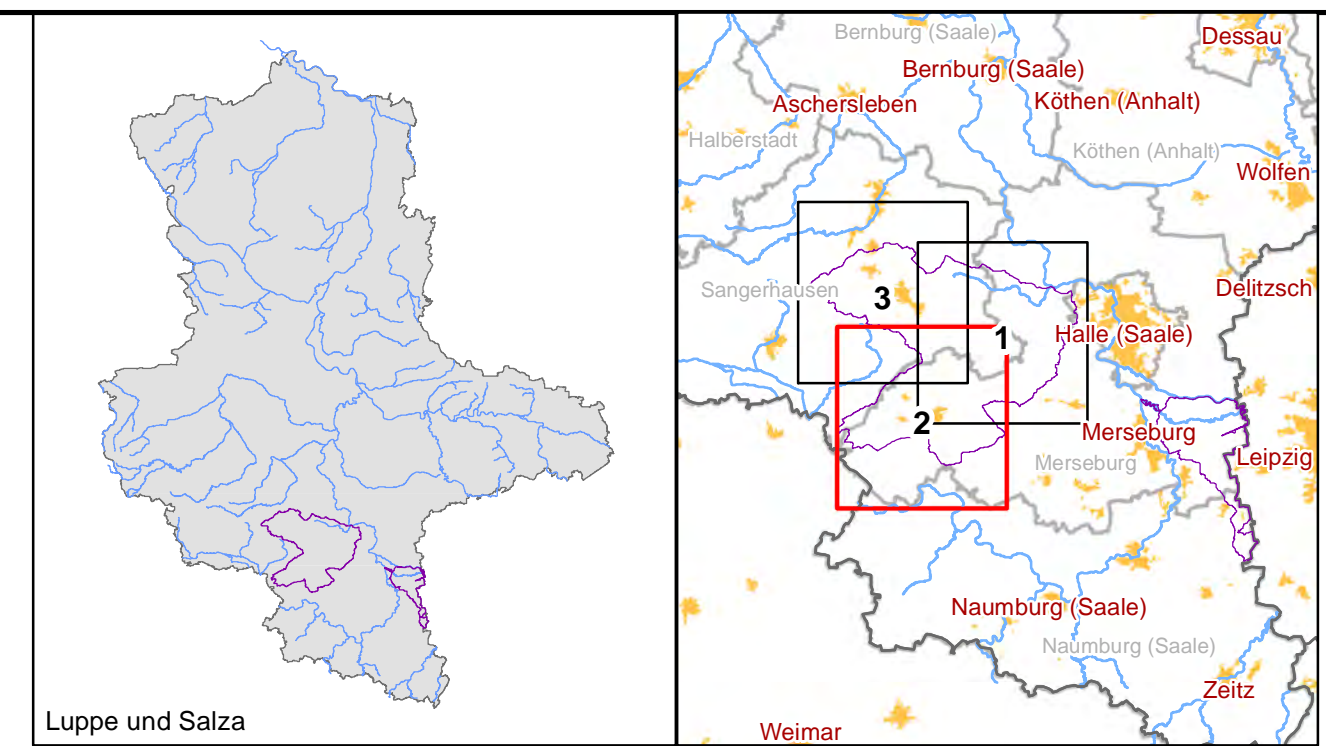 Luppe und Salza
Bernburg (Saale)
Dessau
Bernburg (Saale)
Aschersleben
Köthen (Anhalt)
Halberstadt
Köthen (Anhalt)
Wolfen
Sangerhausen
3
Delitzsch
1
Halle (Saale)
2
Merseburg
Merseburg
Leipzig
Naumburg (Saale)
Naumburg (Saale)
Zeitz
Weimar